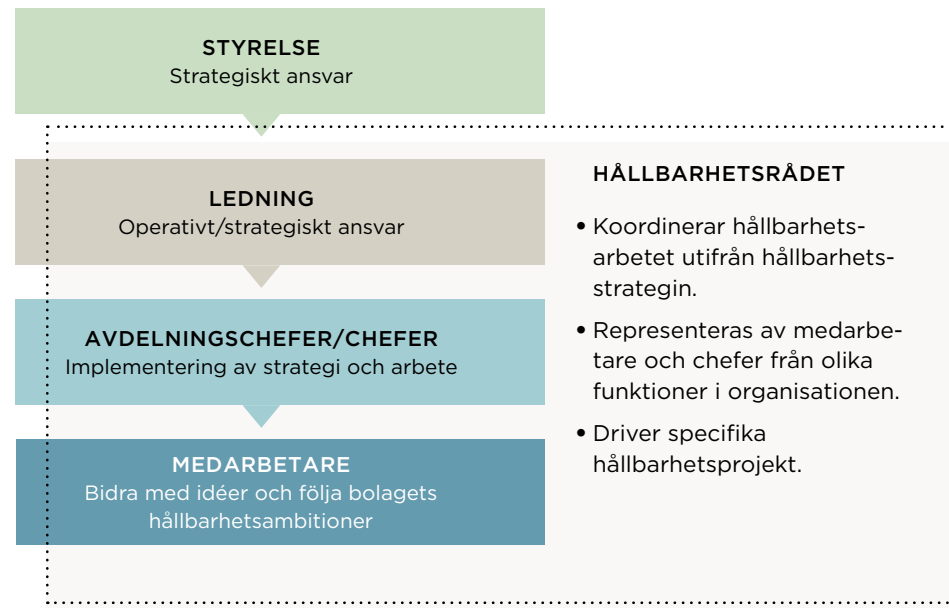 STYRELSE
Strategiskt ansvar
LEDNING
Operativt/strategiskt ansvar
AVDELNINGSCHEFER/CHEFER
Implementering av strategi och arbete
MEDARBETARE
Bidra med idéer och följa bolagets
hållbarhetsambitioner
HÅLLBARHETSRÅDET
• Koordinerar hållbarhets-
arbetet utifrån hållbarhets-
strategin.
• Representeras av medarbe-
tare och chefer från olika
funktioner i organisationen.
• Driver specifika
hållbarhetsprojekt.